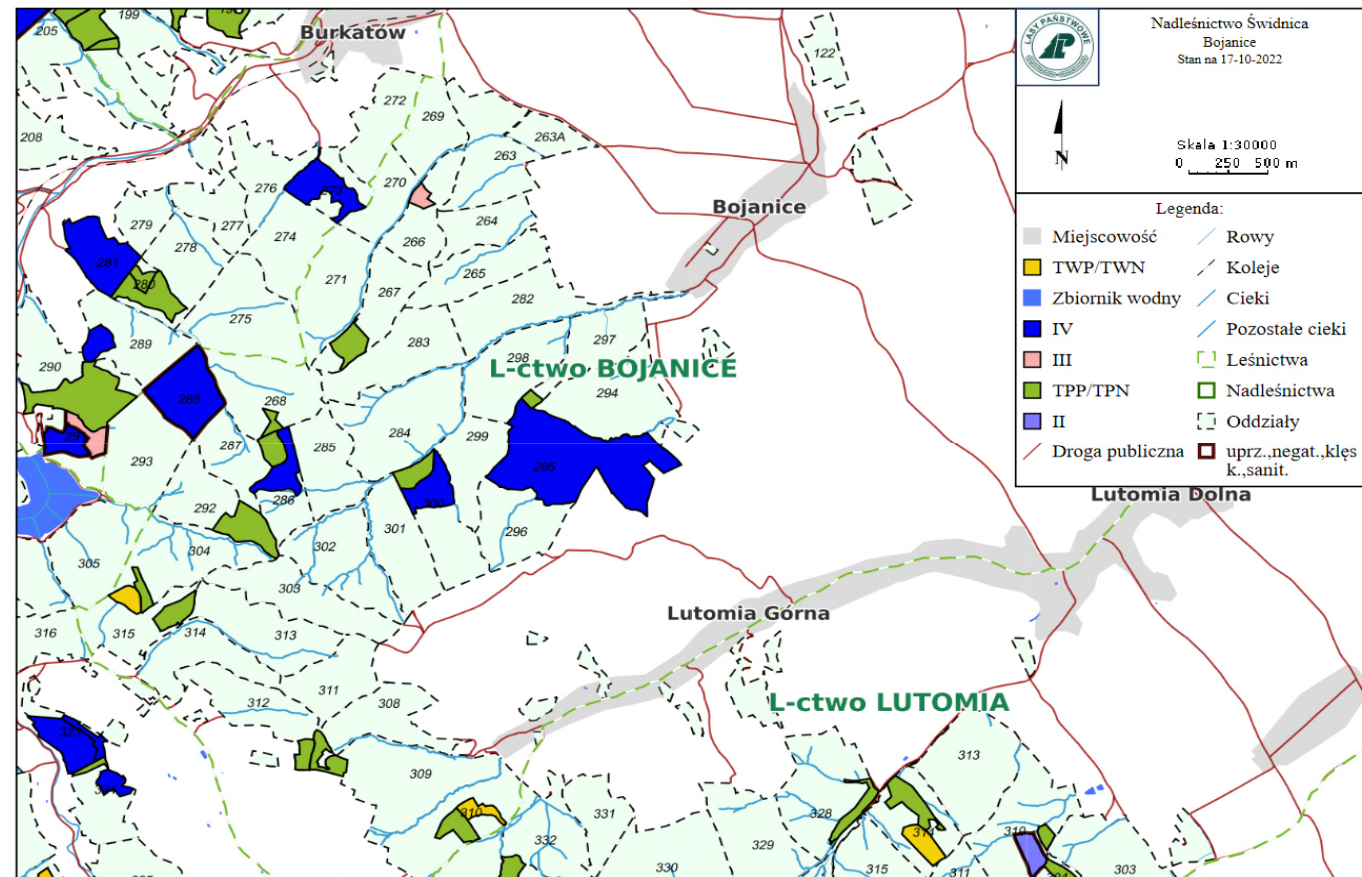 Nadleśnictwo Świdnica
Bojanice
Stan na 17-10-2022
LASY PAŃSTWOWE
N
Skala 1:30000
0 250 500 m
Legenda:
Miejscowość
TWP/TWN
Zbiornik wodny
IV
III
TPP/TPN
II
Droga publiczna
Rowy
Koleje
Cieki
Pozostałe cieki
Leśnictwa
Nadleśnictwa
Oddziały
uprz.,negat.,klęs
k.,sanit.
199
205
Burkatów
122
272
269
208
263A
263
270
276
273
Bojanice
279
277
264
278
274
266
281
265
271
280
267
282
275
289
283
297
298
290
L-ctwo BOJANICE
294
288
268
284
299
287
285
293
295
286
300
Lutomia Dolna
292
301
296
302
304
305
303
Lutomia Górna
316
315
314
313
311
312
308
L-ctwo LUTOMIA
323
313
309
310
331
328
314
332
329
330
315
311
303